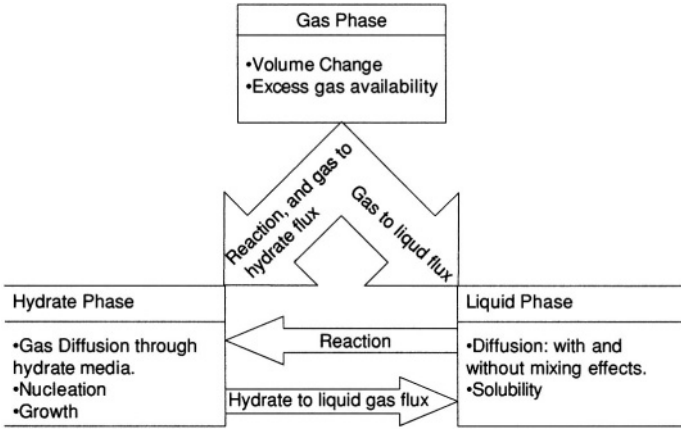 Gas Phase
•Volume Change
•Excess gas availability
Reaction, and gas to
hydrate flux
Gas to liqud flux
Hydrate Phase
•Gas Diffusion through
hydrate media.
•Nucleation
•Growth
Reaction
Hydrate to liquid gas flux
Liquid Phase
•Diffusion: with and
without mixing effects.
•Solubility